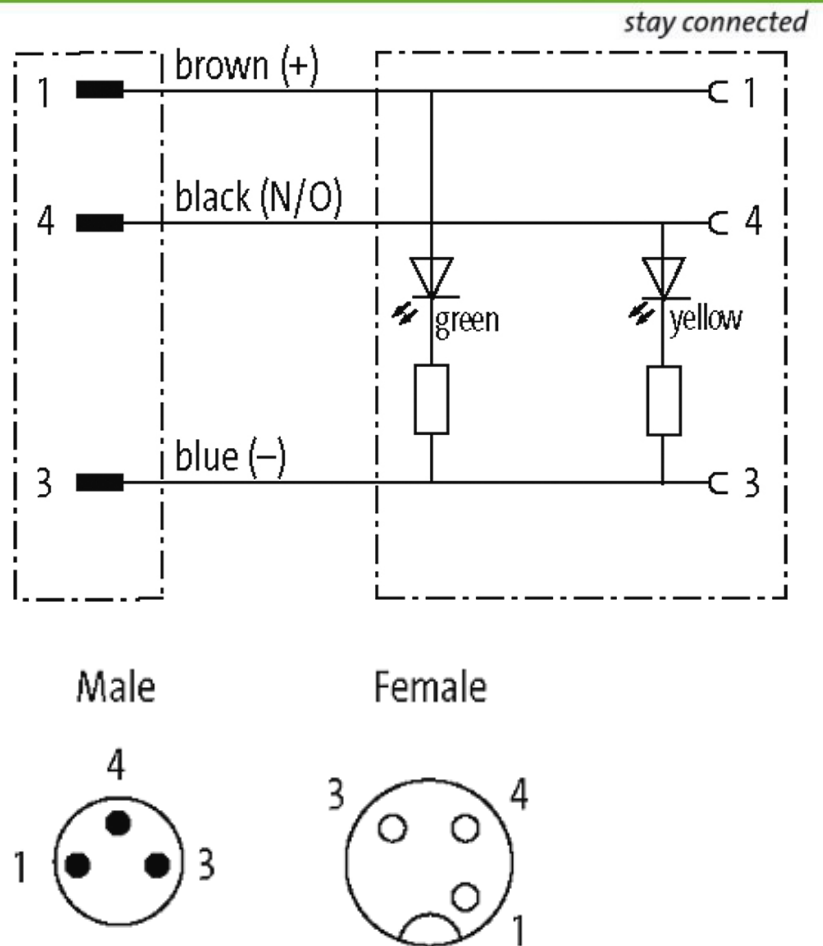 stay connected
brown (+)
1 1
black (N/O)
4 4
green yellow
blue (–)
3 3
Male Female
4
3 4
1 3
1